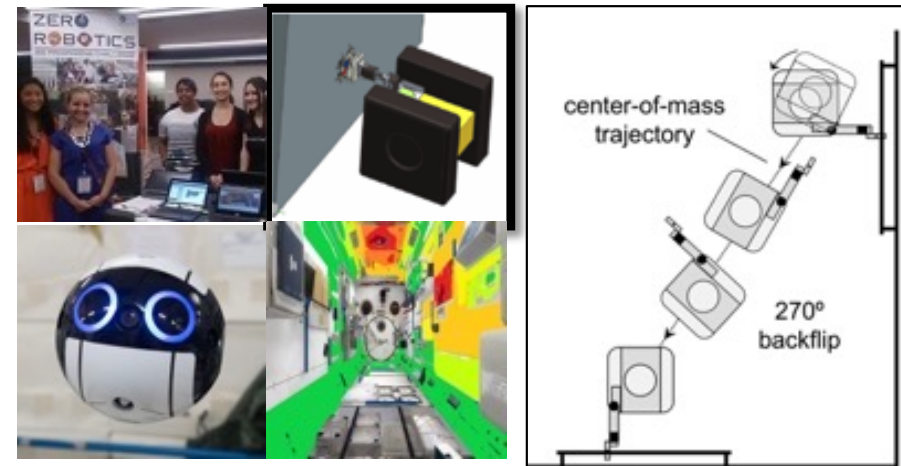 ZERO
ROBOTICS
center-of-mass
trajectory
270º
backflip